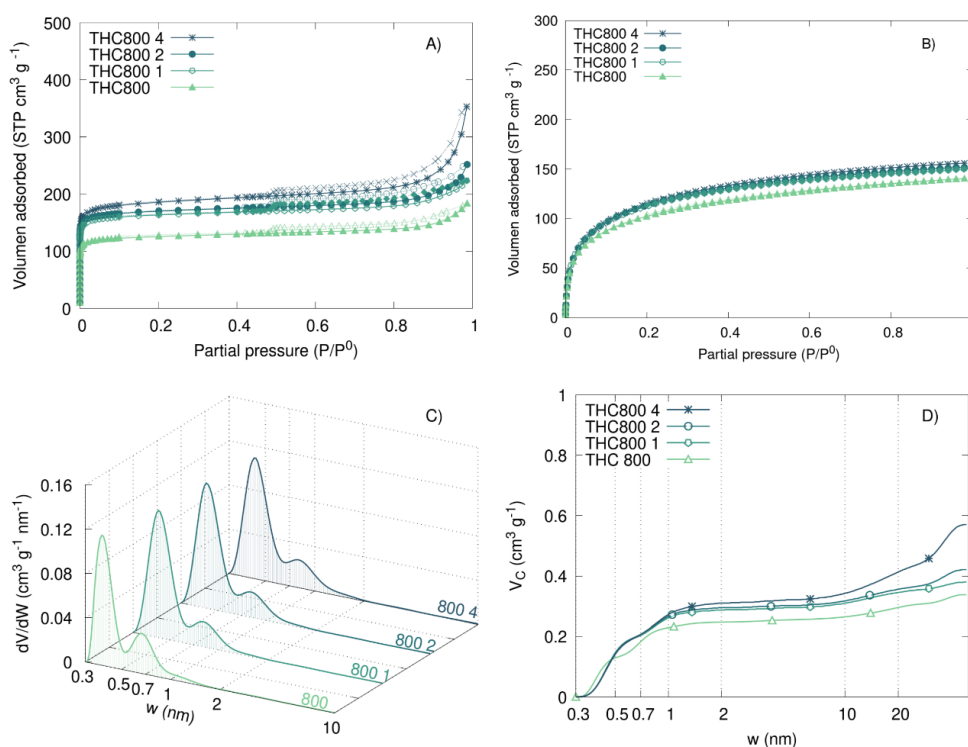 A)
THC800 4
THC800 2
THC800 1
THC800
Volumen adsorbed (STP cm³ g⁻¹)
500
400
300
200
100
0
0 0.2 0.4 0.6 0.8 1
Partial pressure (P/P⁰)
B)
THC800 4
THC800 2
THC800 1
THC800
Volumen adsorbed (STP cm³ g⁻¹)
300
250
200
150
100
50
0
0 0.2 0.4 0.6 0.8
Partial pressure (P/P⁰)
C)
dV/dW (cm³ g⁻¹ nm⁻¹)
0.16
0.12
0.08
0.04
0
0.3 0.5 0.7 1 2 10
w (nm)
800 4
800 2
800 1
800
D)
THC800 4
THC800 2
THC800 1
THC 800
V_C (cm³ g⁻¹)
1
0.8
0.6
0.4
0.2
0
0.3 0.5 0.7 1 2 10 20
w (nm)